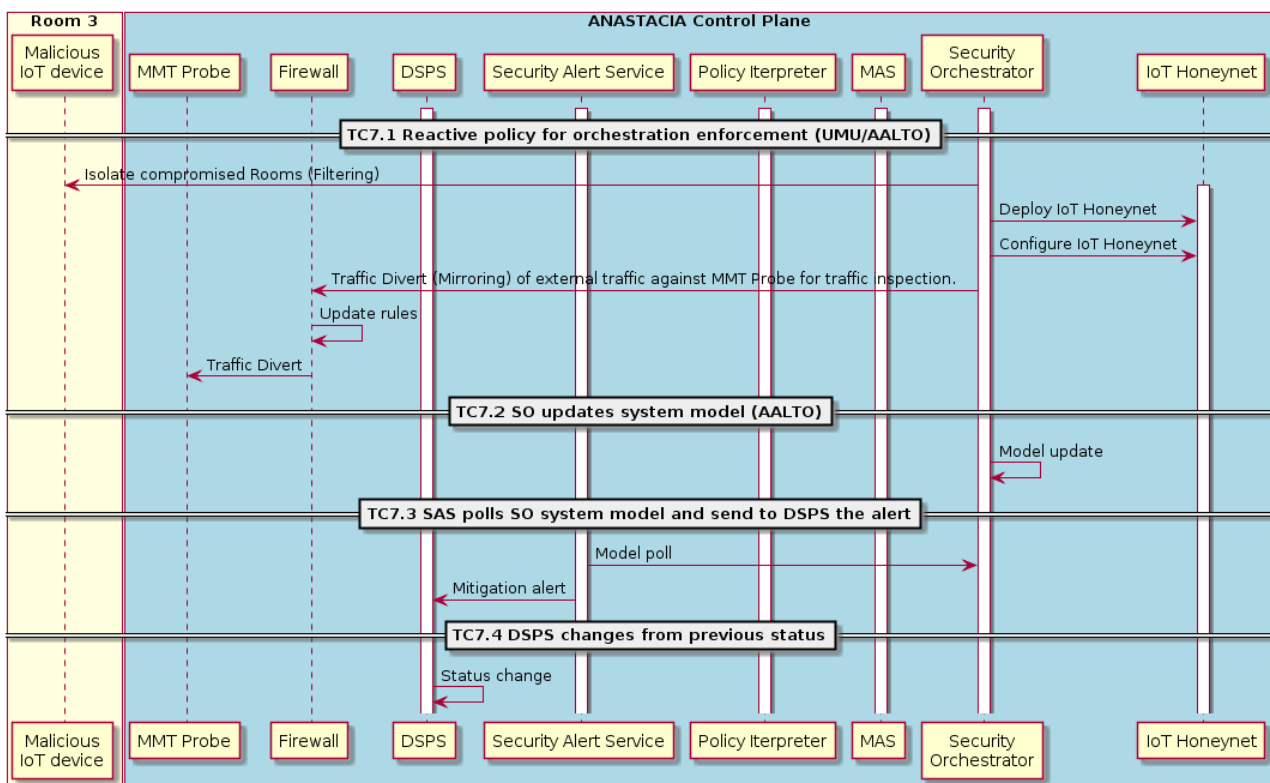 Room 3
ANASTACIA Control Plane
Malicious
IoT device
MMT Probe
Firewall
DSPS
Security Alert Service
Policy Iterpreter
MAS
Security
Orchestrator
IoT Honeynet
TC7.1 Reactive policy for orchestration enforcement (UMU/AALTO)
Isolate compromised Rooms (Filtering)
Deploy IoT Honeynet
Configure IoT Honeynet
Traffic Divert (Mirroring) of external traffic against MMT Probe for traffic inspection.
Update rules
Traffic Divert
TC7.2 SO updates system model (AALTO)
Model update
TC7.3 SAS polls SO system model and send to DSPS the alert
Model poll
Mitigation alert
TC7.4 DSPS changes from previous status
Status change
Malicious
IoT device
MMT Probe
Firewall
DSPS
Security Alert Service
Policy Iterpreter
MAS
Security
Orchestrator
IoT Honeynet